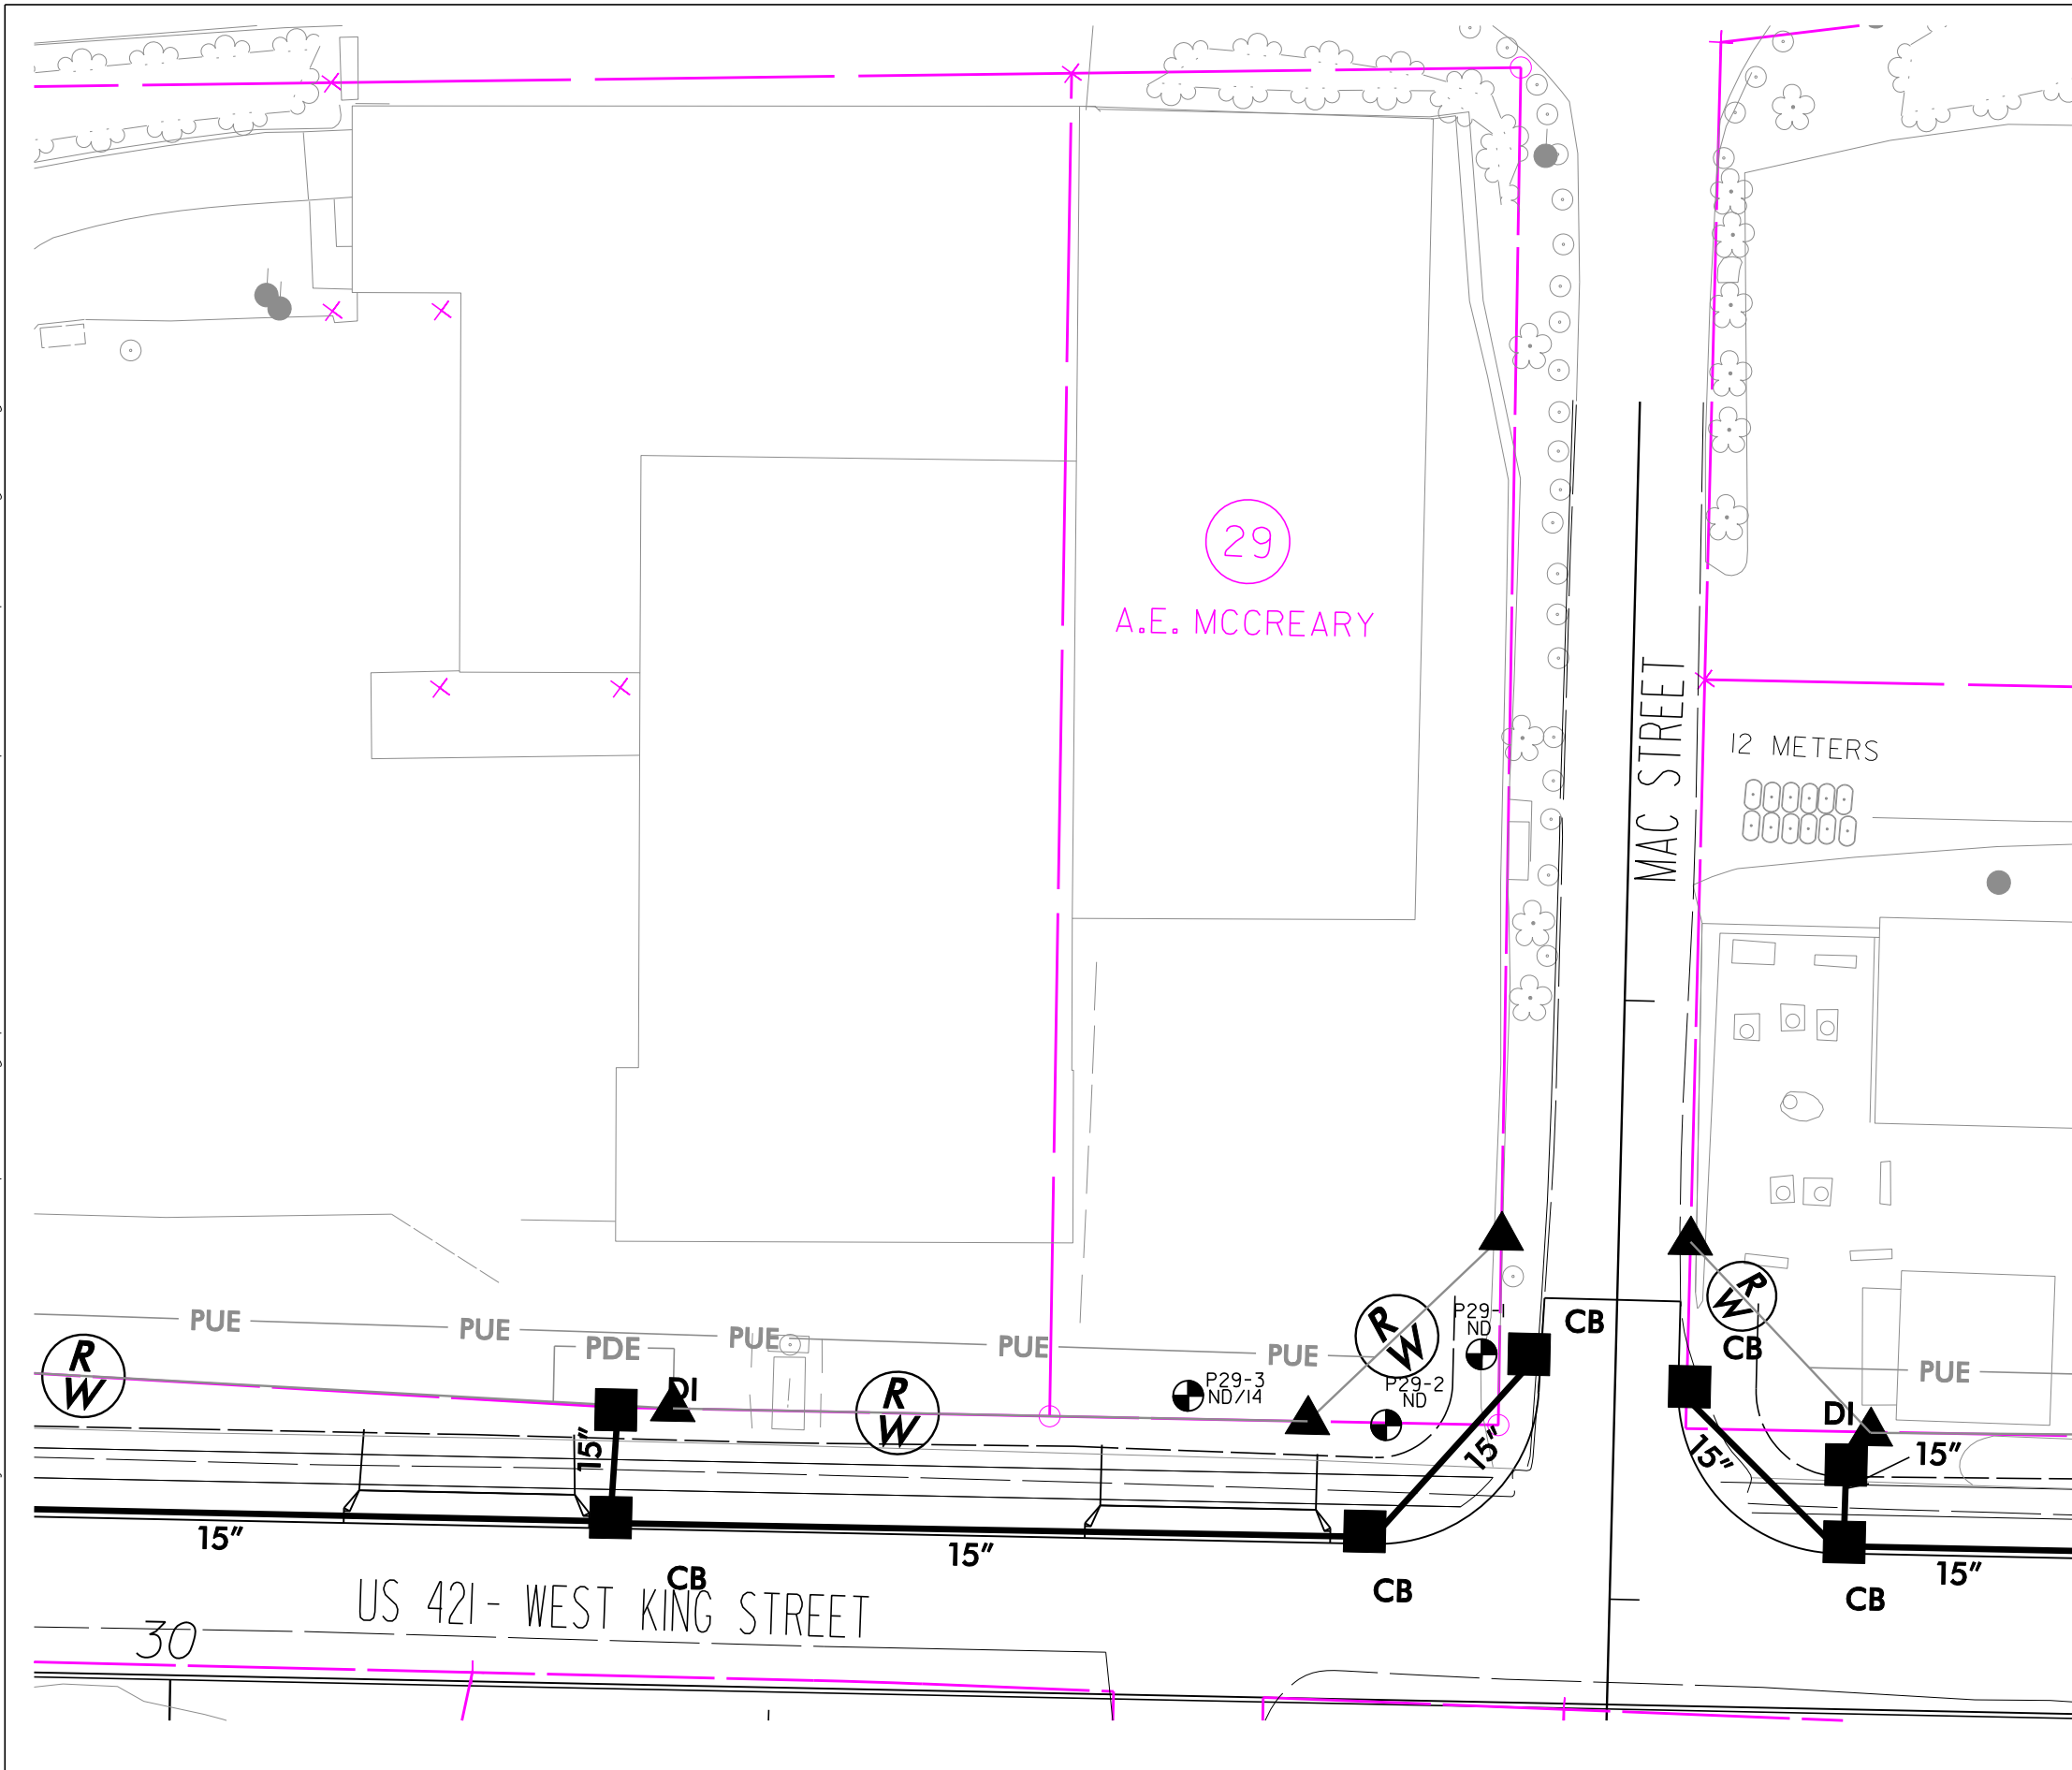 29
A.E. MCCREARY
MAC STREET
12 METERS
PUE
PUE
PDE
PUE
PUE
PUE
PUE
R
W
R
W
R
W
R
W
P29-1
ND
P29-2
ND
P29-3
ND/14
CB
CB
DI
DI
15"
15"
15"
15"
15"
15"
15"
CB
CB
CB
US 421- WEST KING STREET
30